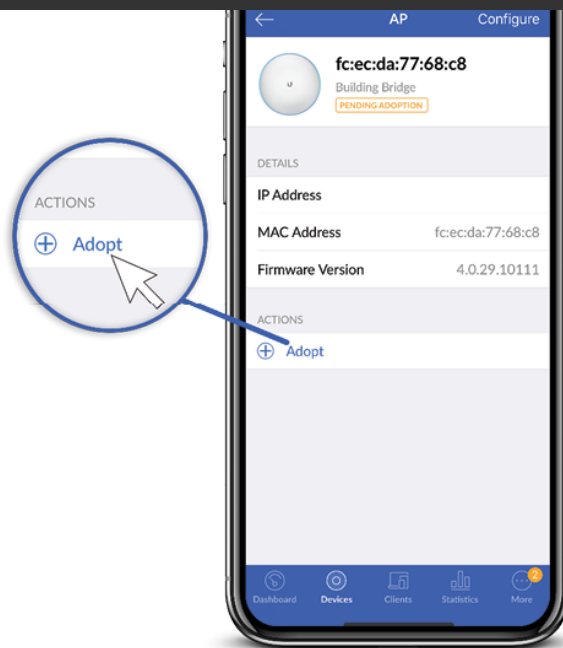 AP Configure
fc:ec:da:77:68:c8
Building Bridge
PENDING ADOPTION
DETAILS
IP Address
MAC Address fc:ec:da:77:68:c8
Firmware Version 4.0.29.10111
ACTIONS
Adopt
ACTIONS
Adopt
2
Dashboard Devices Clients Statistics More